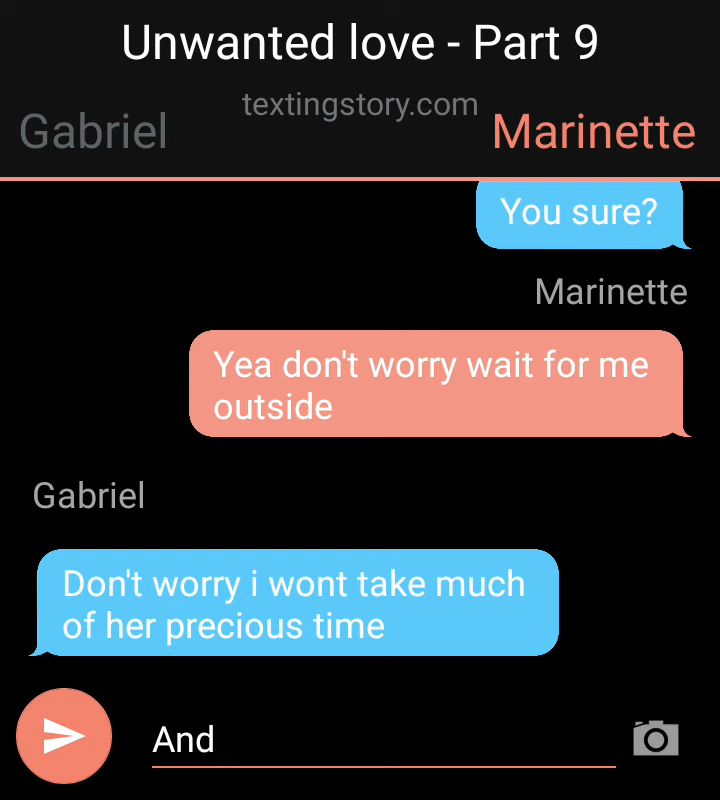 Unwanted love - Part 9
textingstory.com
Gabriel
Marinette
You sure?
Marinette
Yea don't worry wait for me
outside
Gabriel
Don't worry i wont take much
of her precious time
And